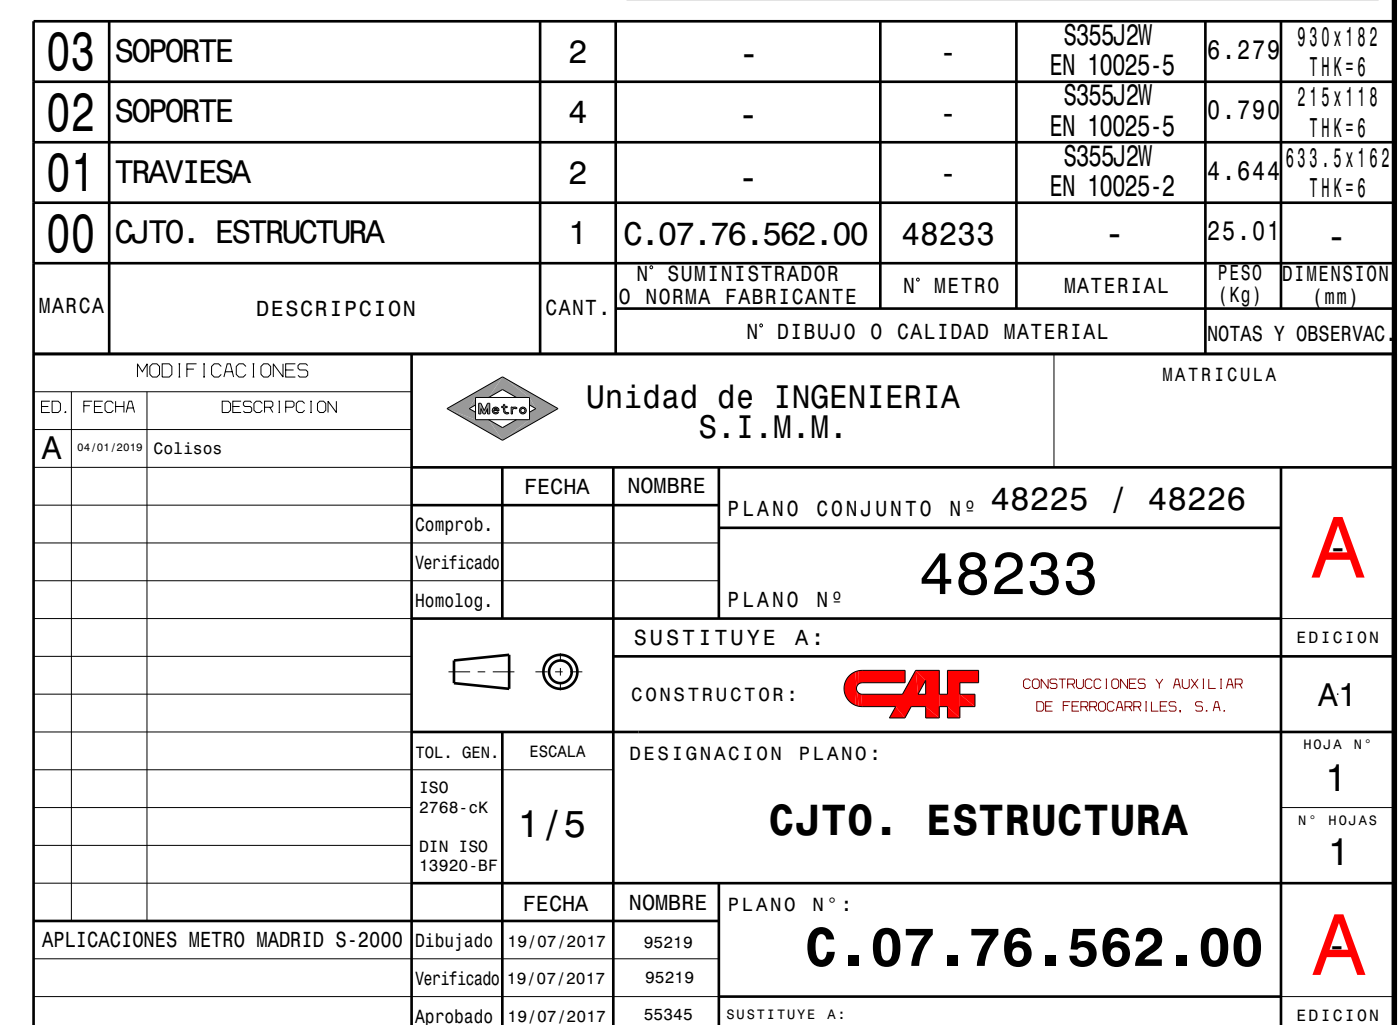 03 SOPORTE 2 - - S355J2W EN 10025-5 6.279 930x182 THK=6
02 SOPORTE 4 - - S355J2W EN 10025-5 0.790 215x118 THK=6
01 TRAVIESA 2 - - S355J2W EN 10025-2 4.644 633.5x162 THK=6
00 CJTO. ESTRUCTURA 1 C.07.76.562.00 48233 - 25.01 -
MARCA DESCRIPCION CANT. N° SUMINISTRADOR O NORMA FABRICANTE N° METRO MATERIAL PESO (Kg) DIMENSION (mm)
N° DIBUJO O CALIDAD MATERIAL NOTAS Y OBSERVAC.
MODIFICACIONES
ED. FECHA DESCRIPCION
A 04/01/2019 Colisos
Metro
Unidad de INGENIERIA
S.I.M.M.
MATRICULA
FECHA NOMBRE
Comprob.
Verificado
Homolog.
PLANO CONJUNTO Nº 48225 / 48226
PLANO Nº 48233
A
-
SUSTITUYE A:
EDICION
CONSTRUCTOR: CAF CONSTRUCCIONES Y AUXILIAR
DE FERROCARRILES, S.A.
A1
TOL. GEN. ESCALA
ISO
2768-cK
DIN ISO
13920-BF
1/5
DESIGNACION PLANO:
CJTO. ESTRUCTURA
HOJA N°
1
N° HOJAS
1
FECHA NOMBRE
APLICACIONES METRO MADRID S-2000
Dibujado 19/07/2017 95219
Verificado 19/07/2017 95219
Aprobado 19/07/2017 55345
PLANO N°:
C.07.76.562.00
A
-
SUSTITUYE A:
EDICION